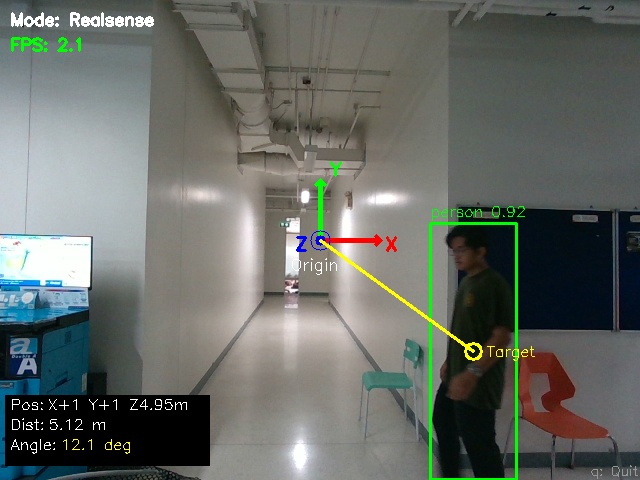 Mode: Realsense
FPS: 2.1
Y
person 0.92
Z
X
Origin
Target
A
Pos: X+1 Y+1 Z4.95m
Dist: 5.12 m
Angle: 12.1 deg
q: Quit